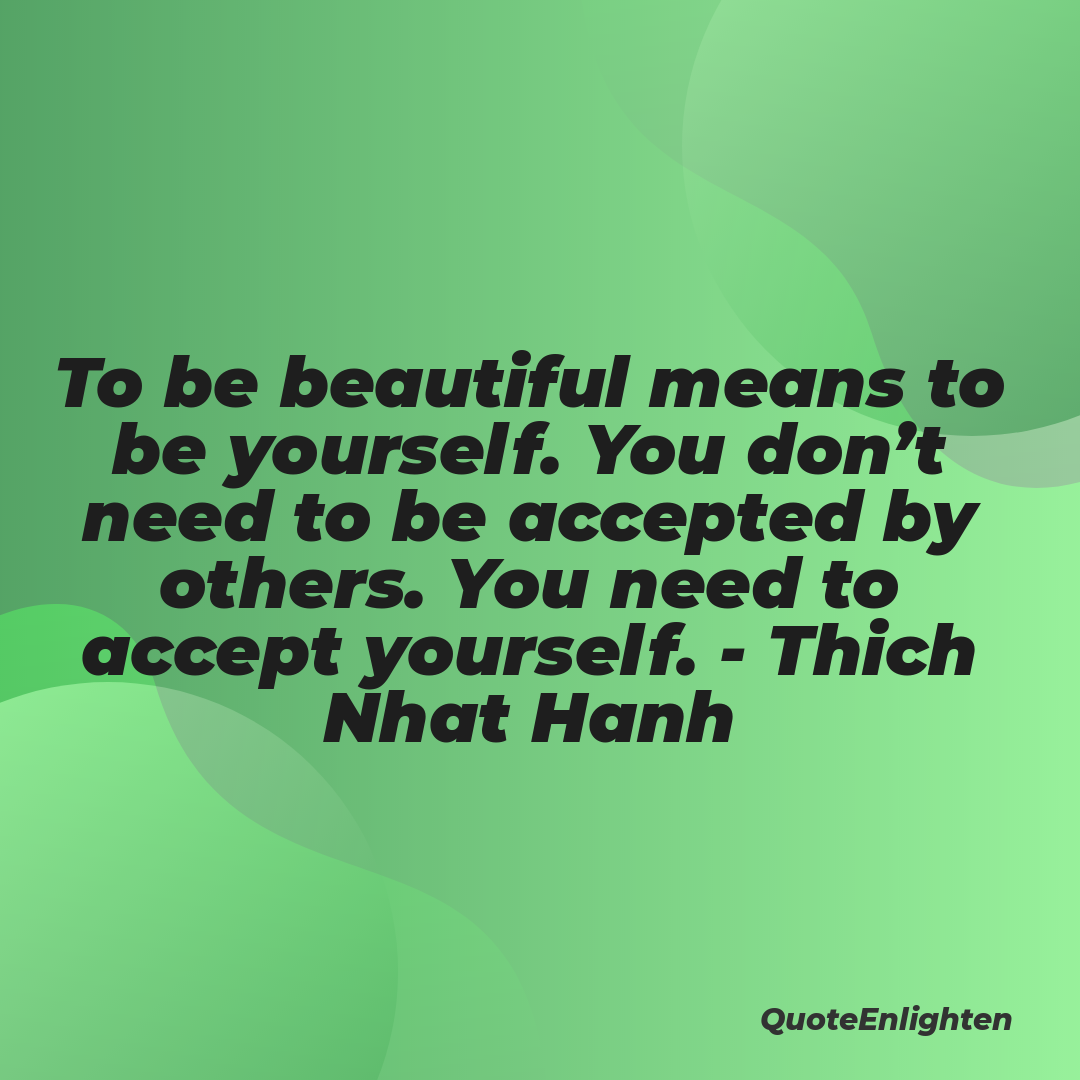 To be beautiful means to
be yourself. You don’t
need to be accepted by
others. You need to
accept yourself. - Thich
Nhat Hanh
QuoteEnlighten